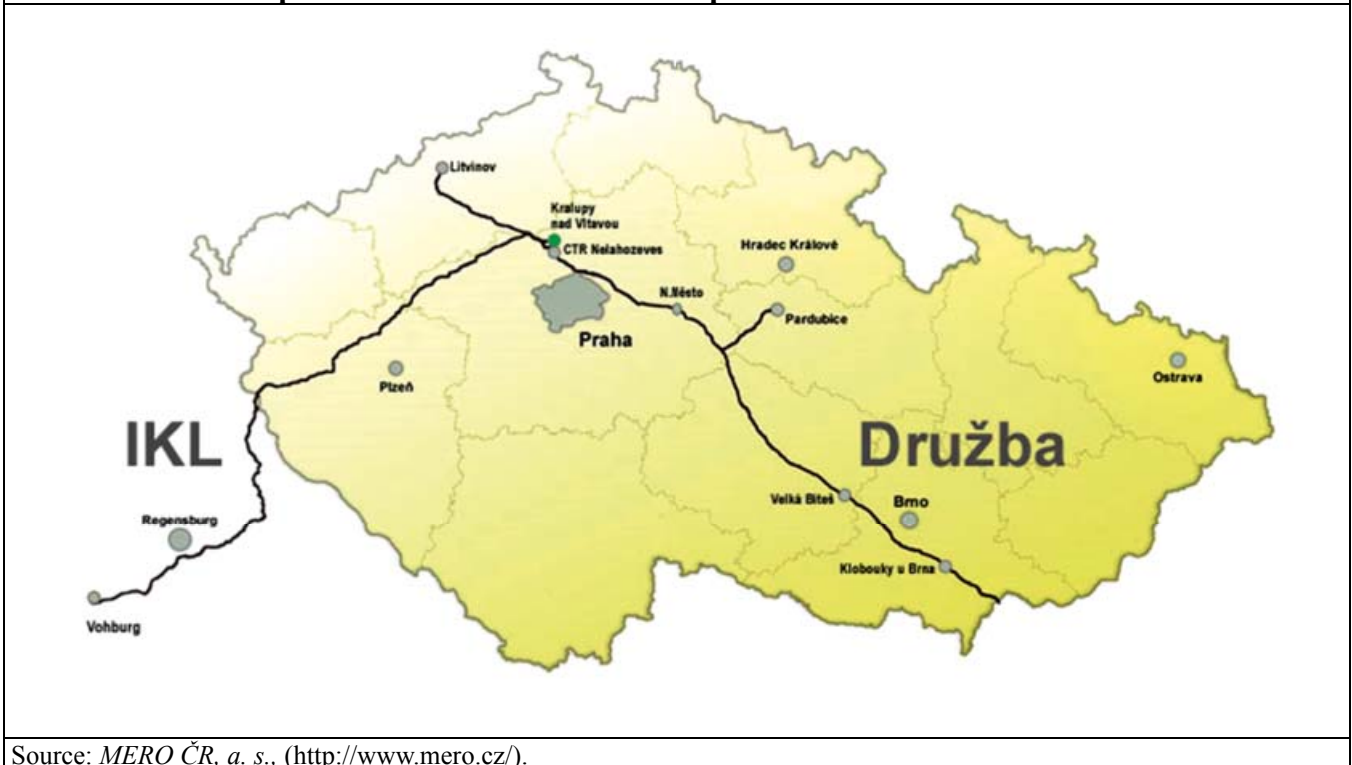 Litvinov
Kralupy
nad Vltavou
CTR Nelahozeves
Hradec Králové
N.Město
Pardubice
Praha
Plzeň
Ostrava
IKL
Družba
Velká Bíteš
Brno
Regensburg
Klobouky u Brna
Vohburg
Source: MERO ČR, a. s., (http://www.mero.cz/).